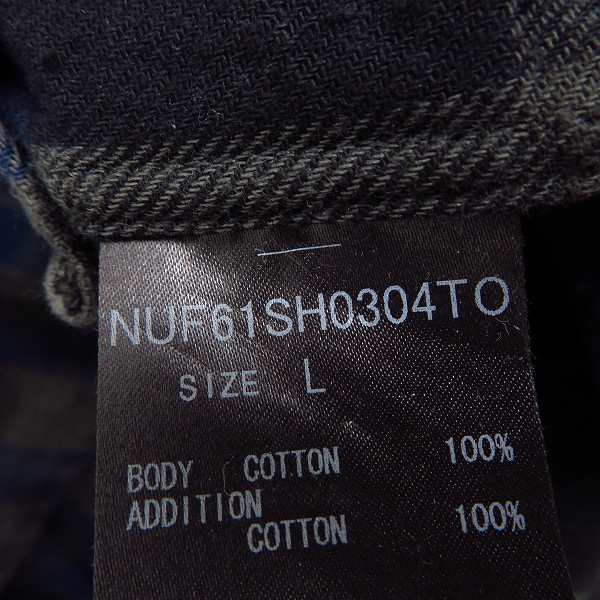 NUF61SH0304TO
SIZE L
BODY COTTON 100%
ADDITION
COTTON 100%